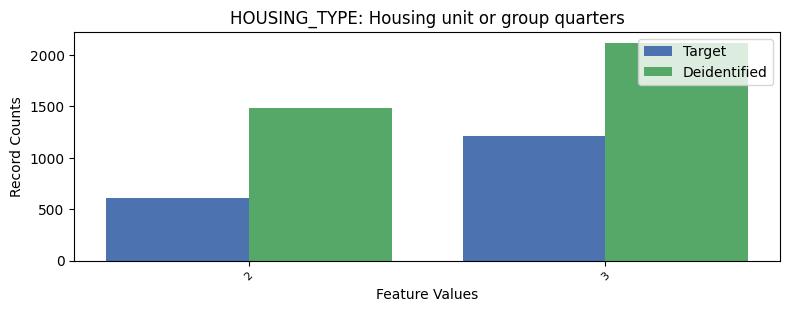 HOUSING_TYPE: Housing unit or group quarters
Target
Deidentified
Record Counts
2000
1500
1000
500
0
2
3
Feature Values